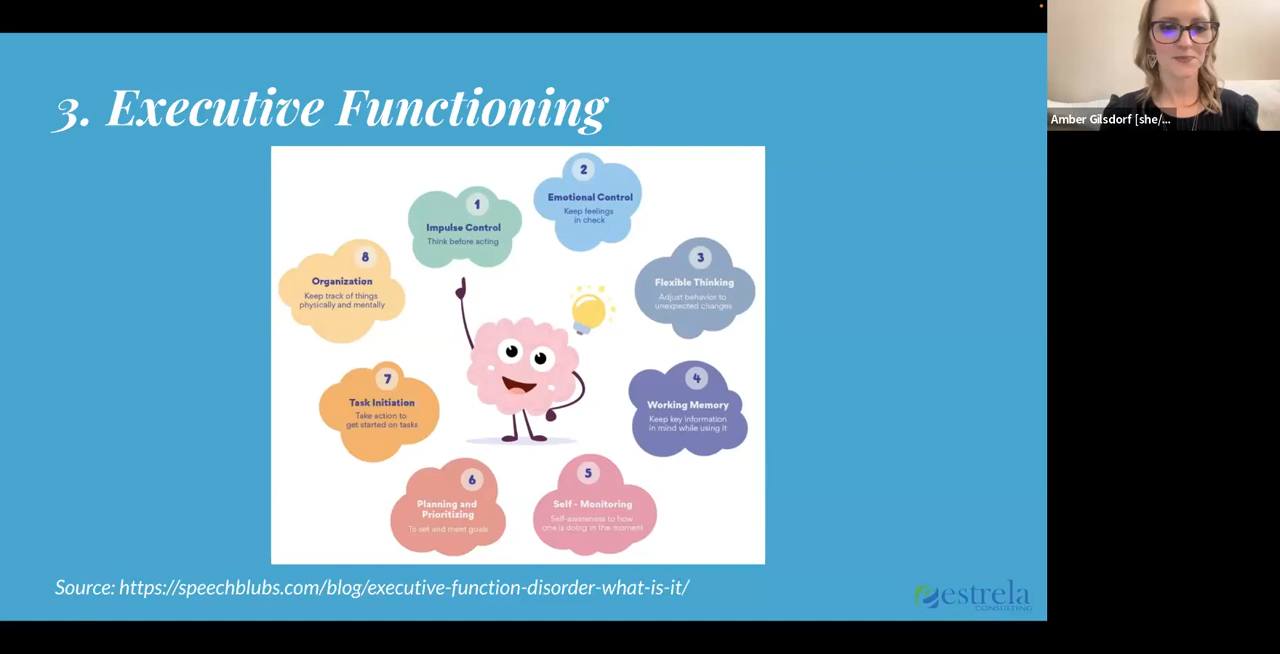 3. Executive Functioning
1
Impulse Control
Think before acting
2
Emotional Control
Keep feelings
in check
3
Flexible Thinking
Adjust behavior to
unexpected changes
4
Working Memory
Keep key information
in mind while using it
5
Self - Monitoring
Self-awareness to how
one is doing in the moment
6
Planning and
Prioritizing
To set and meet goals
7
Task Initiation
Take action to
get started on tasks
8
Organization
Keep track of things
physically and mentally
Source: https://speechblubs.com/blog/executive-function-disorder-what-is-it/
estrela
CONSULTING
Amber Gilsdorf [she/...